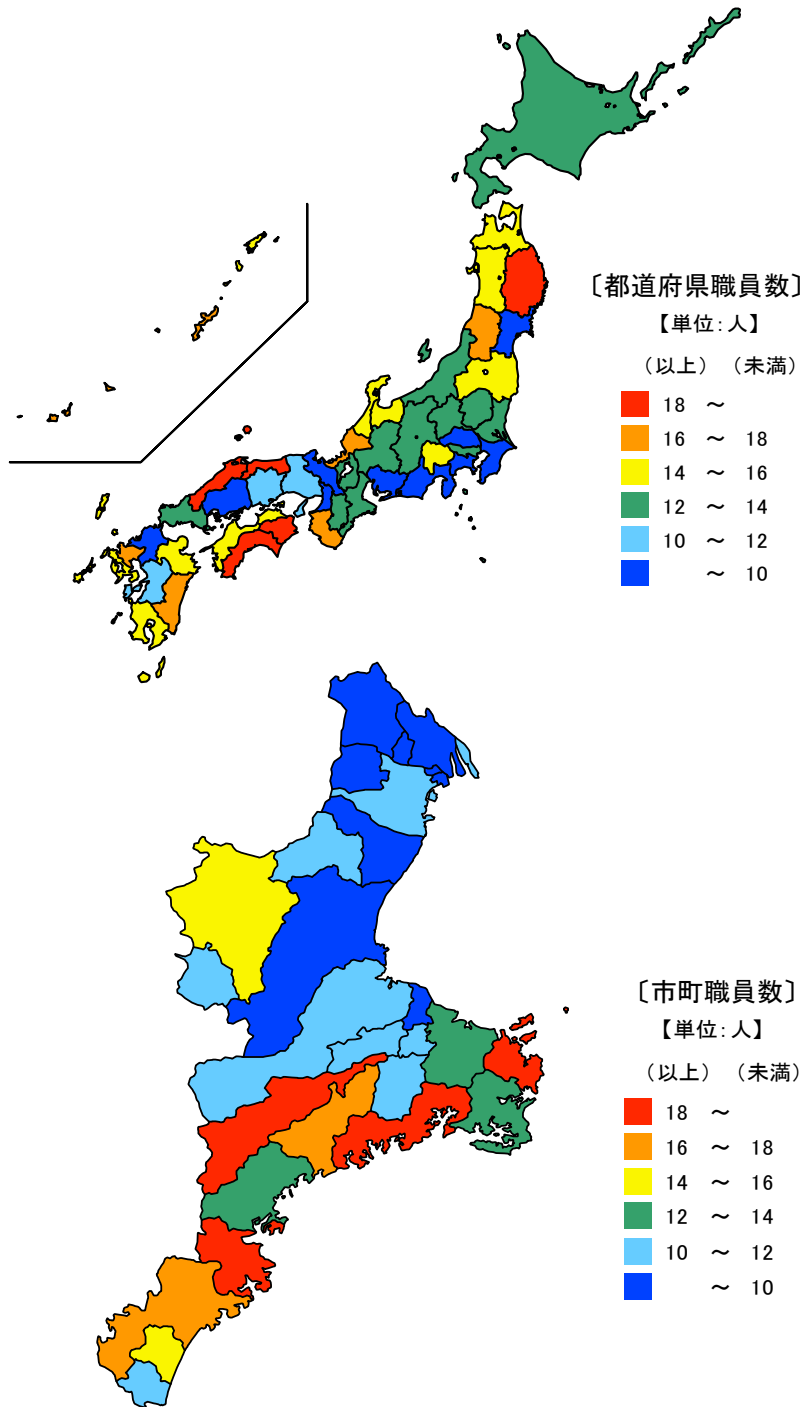 〔都道府県職員数〕
【単位：人】
（以上）　（未満）
18　～
16　～　18
14　～　16
12　～　14
10　～　12
～　10
〔市町職員数〕
【単位：人】
（以上）　（未満）
18　～
16　～　18
14　～　16
12　～　14
10　～　12
～　10